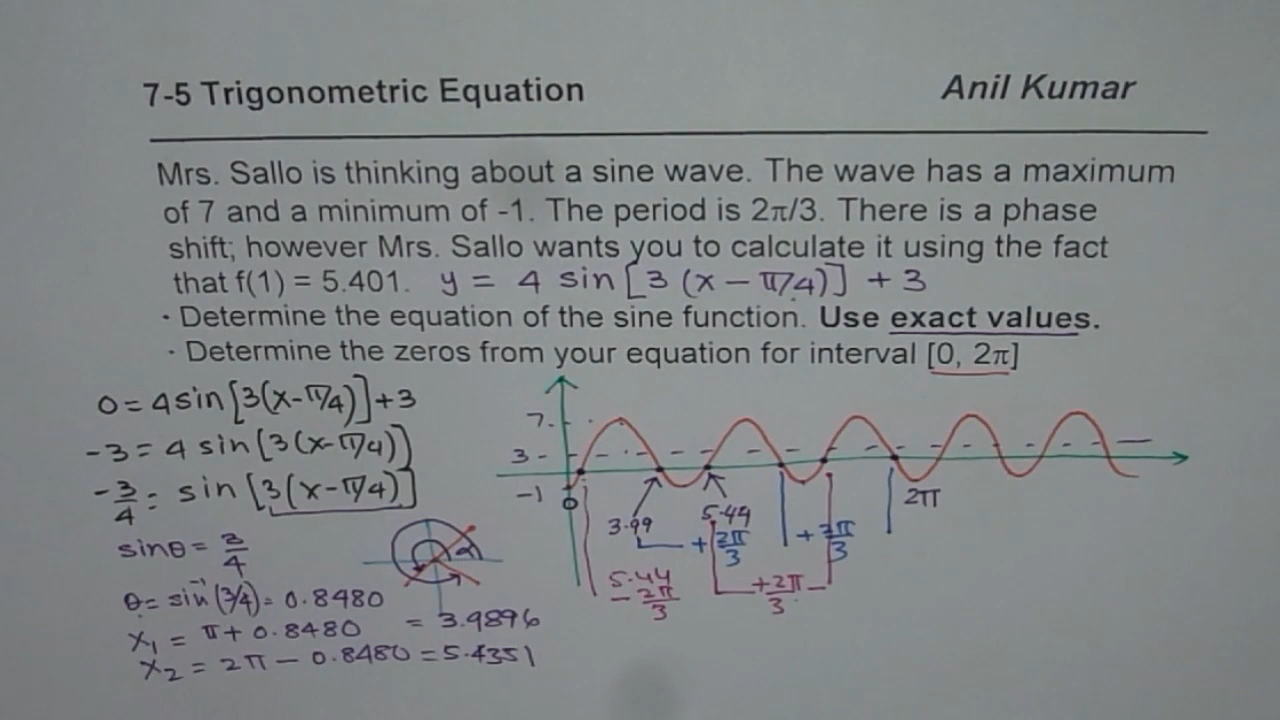 7-5 Trigonometric Equation
Anil Kumar
Mrs. Sallo is thinking about a sine wave. The wave has a maximum
of 7 and a minimum of -1. The period is 2π/3. There is a phase
shift; however Mrs. Sallo wants you to calculate it using the fact
that f(1) = 5.401. y = 4 sin[3(x-π/4)] + 3
· Determine the equation of the sine function. Use exact values.
· Determine the zeros from your equation for interval [0, 2π]
0 = 4 sin[3(x-π/4)]+3
-3 = 4 sin[3(x-π/4)]
-3/4 = sin[3(x-π/4)]
sinθ = 3/4
θ = sin⁻¹(3/4) = 0.8480
x₁ = π + 0.8480 = 3.9896
x₂ = 2π - 0.8480 = 5.4351
7
3
-1
0
3.99
5.49
2π
+ 2π/3
+ 2π/3
5.44
- 2π/3
+2π/3
α